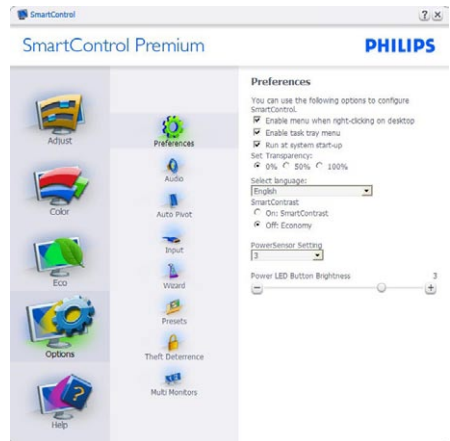 SmartControl
SmartControl Premium
PHILIPS
Adjust
Color
Eco
Options
Help
Preferences
Audio
Auto Pivot
Input
Wizard
Presets
Theft Deterrence
Multi Monitors
Preferences
You can use the following options to configure
SmartControl.
Enable menu when right-clicking on desktop
Enable task tray menu
Run at system start-up
Set Transparency:
0% 50% 100%
Select language:
English
SmartContrast
On: SmartContrast
Off: Economy
PowerSensor Setting
3
Power LED Button Brightness 3